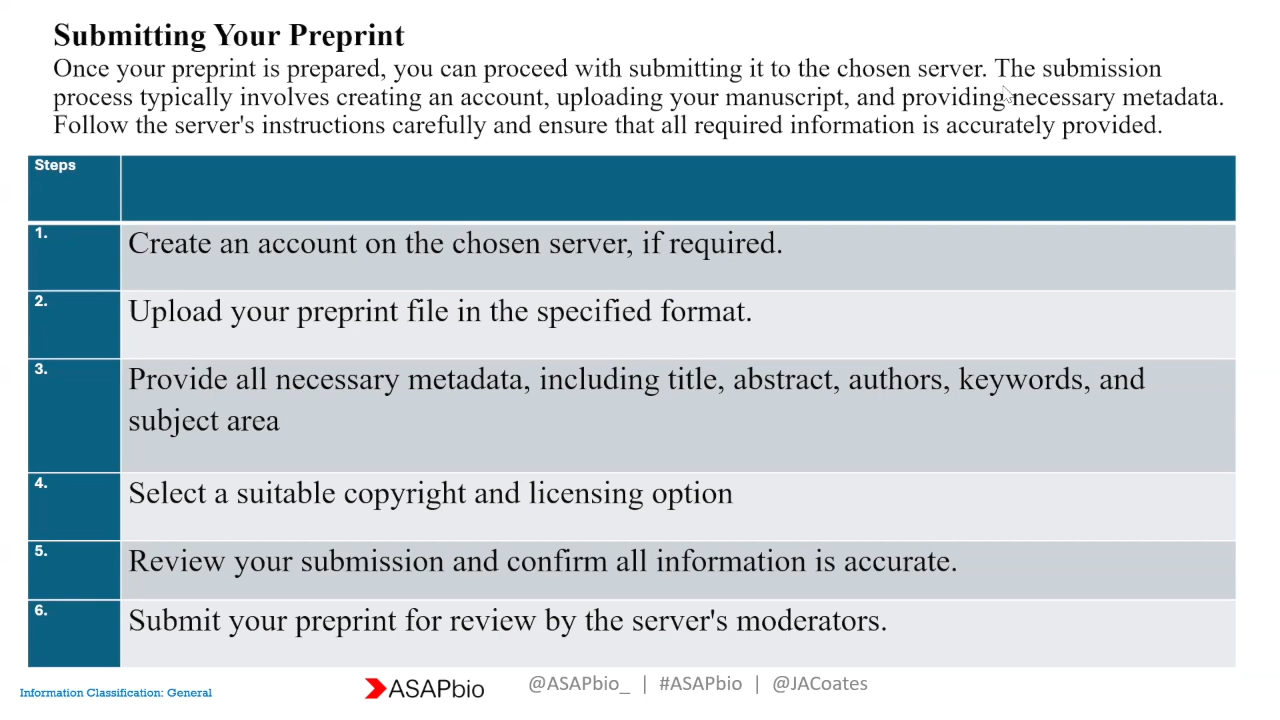 Submitting Your Preprint
Once your preprint is prepared, you can proceed with submitting it to the chosen server. The submission
process typically involves creating an account, uploading your manuscript, and providing necessary metadata.
Follow the server's instructions carefully and ensure that all required information is accurately provided.
Steps
1.
Create an account on the chosen server, if required.
2.
Upload your preprint file in the specified format.
3.
Provide all necessary metadata, including title, abstract, authors, keywords, and
subject area
4.
Select a suitable copyright and licensing option
5.
Review your submission and confirm all information is accurate.
6.
Submit your preprint for review by the server's moderators.
Information Classification: General
ASAPbio
@ASAPbio_ | #ASAPbio | @JACoates